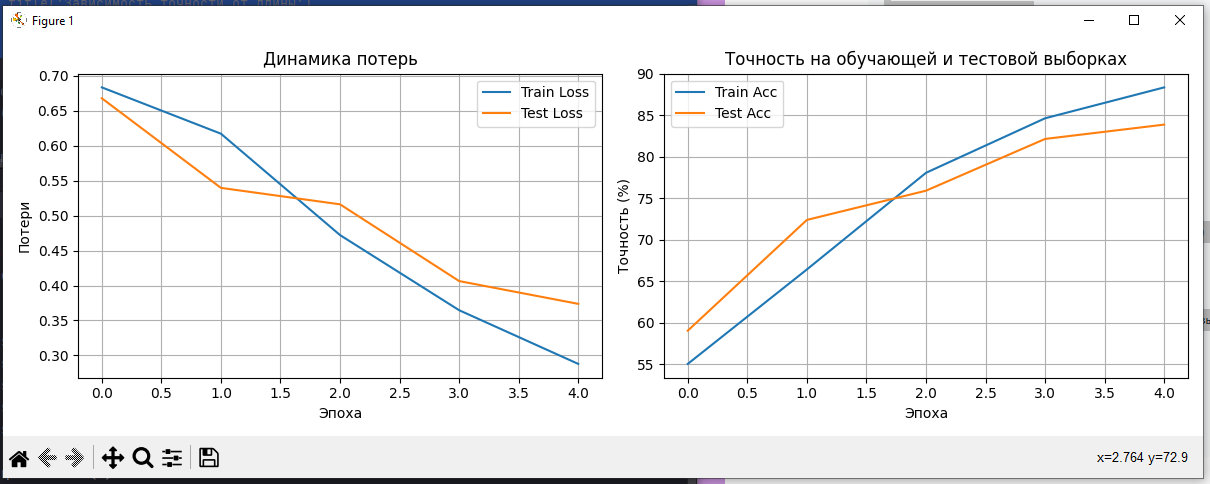 Figure 1
Динамика потерь
Train Loss
Test Loss
0.70
0.65
0.60
0.55
0.50
0.45
0.40
0.35
0.30
Потери
0.0 0.5 1.0 1.5 2.0 2.5 3.0 3.5 4.0
Эпоха
Точность на обучающей и тестовой выборках
Train Acc
Test Acc
90
85
80
75
70
65
60
55
Точность (%)
0.0 0.5 1.0 1.5 2.0 2.5 3.0 3.5 4.0
Эпоха
x=2.764 y=72.9